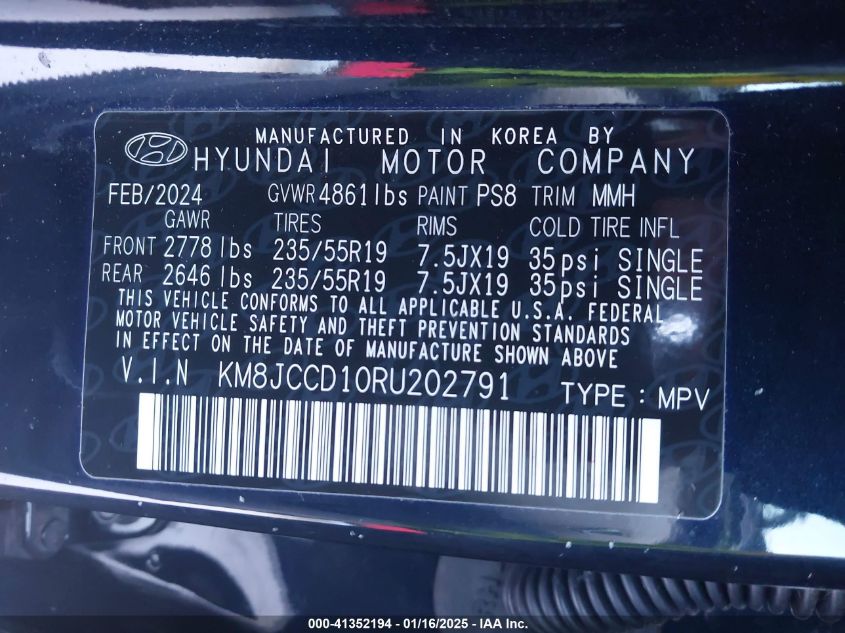 MANUFACTURED IN KOREA BY
HYUNDAI MOTOR COMPANY
FEB/2024 GVWR 4861lbs PAINT PS8 TRIM MMH
GAWR TIRES RIMS COLD TIRE INFL
FRONT 2778 lbs 235/55R19 7.5JX19 35psi SINGLE
REAR 2646 lbs 235/55R19 7.5JX19 35psi SINGLE
THIS VEHICLE CONFORMS TO ALL APPLICABLE U.S.A. FEDERAL
MOTOR VEHICLE SAFETY AND THEFT PREVENTION STANDARDS
IN EFFECT ON THE DATE OF MANUFACTURE SHOWN ABOVE
V.I.N KM8JCCD10RU202791 TYPE : MPV
000-41352194 — 01/16/2025 — IAA Inc.